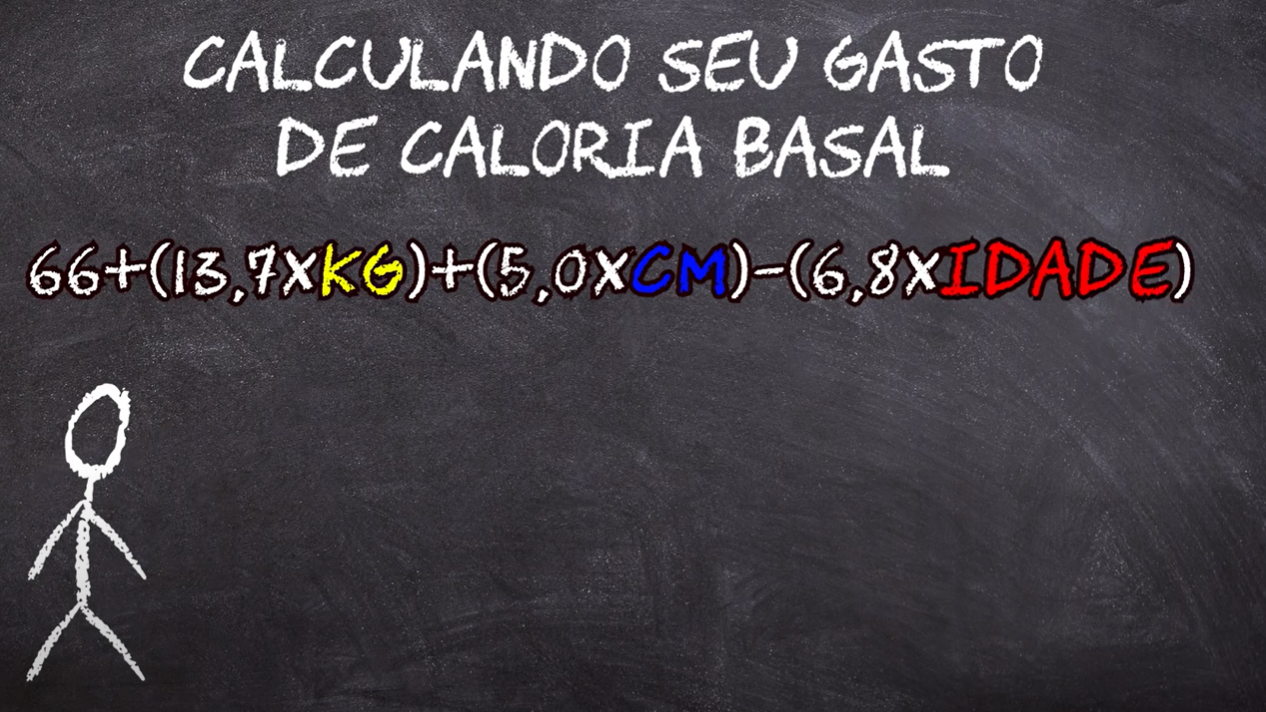 CALCULANDO SEU GASTO
DE CALORIA BASAL
66+(13,7XKG)+(5,0XCM)-(6,8XIDADE)